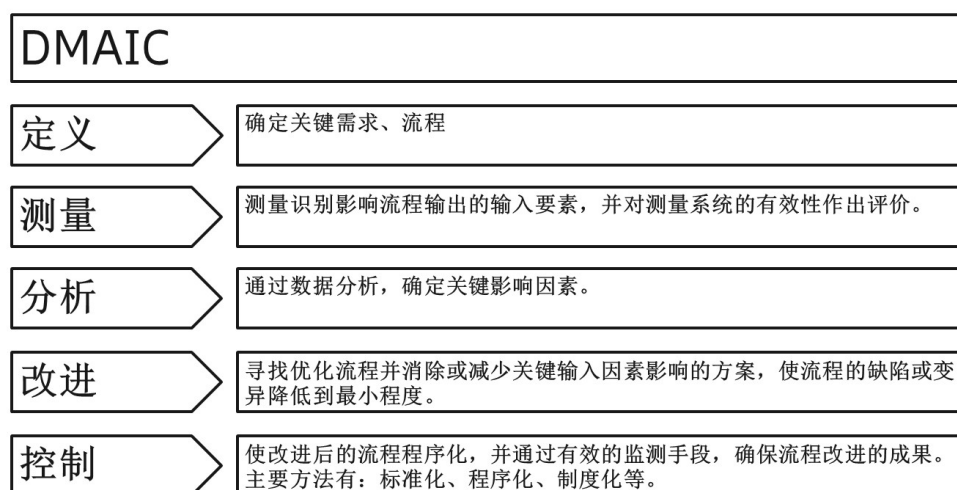 DMAIC
定义
确定关键需求、流程
测量
测量识别影响流程输出的输入要素，并对测量系统的有效性作出评价。
分析
通过数据分析，确定关键影响因素。
改进
寻找优化流程并消除或减少关键输入因素影响的方案，使流程的缺陷或变
异降低到最小程度。
控制
使改进后的流程程序化，并通过有效的监测手段，确保流程改进的成果。
主要方法有：标准化、程序化、制度化等。